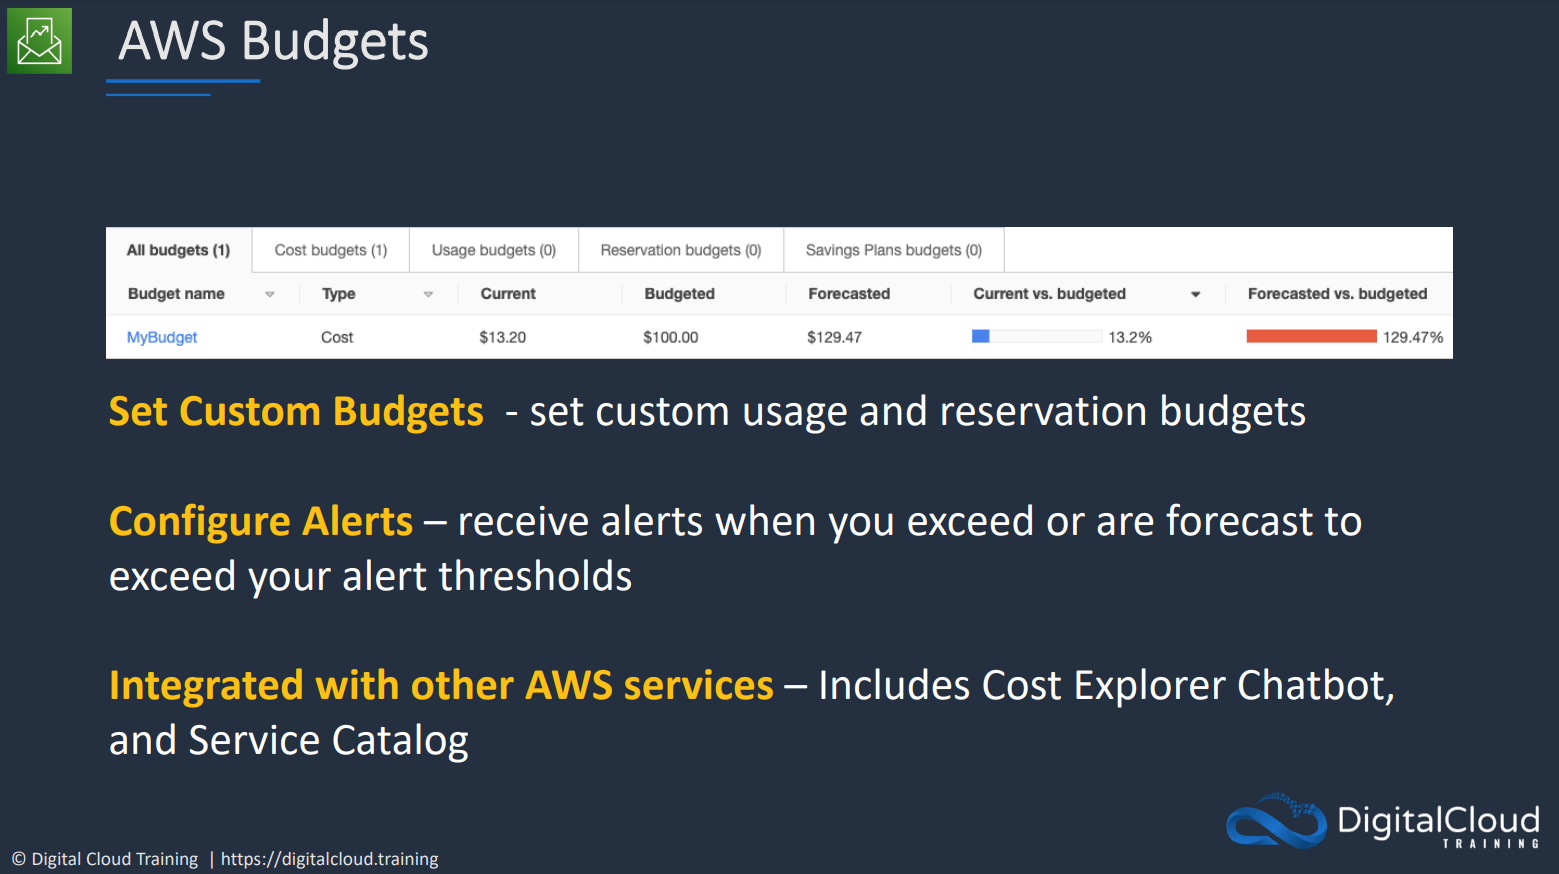 AWS Budgets
All budgets (1) Cost budgets (1) Usage budgets (0) Reservation budgets (0) Savings Plans budgets (0)
Budget name Type Current Budgeted Forecasted Current vs. budgeted Forecasted vs. budgeted
MyBudget Cost $13.20 $100.00 $129.47 13.2% 129.47%
Set Custom Budgets - set custom usage and reservation budgets
Configure Alerts – receive alerts when you exceed or are forecast to
exceed your alert thresholds
Integrated with other AWS services – Includes Cost Explorer Chatbot,
and Service Catalog
DigitalCloud
TRAINING
© Digital Cloud Training | https://digitalcloud.training